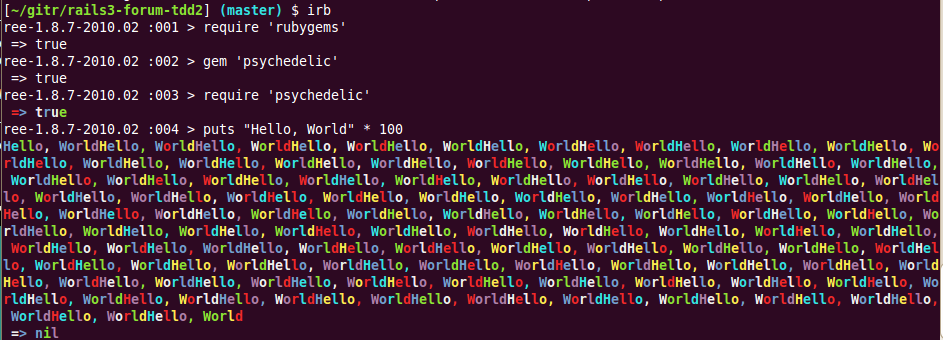 [~/gitr/rails3-forum-tdd2] (master) $ irb
ree-1.8.7-2010.02 :001 > require 'rubygems'
=> true
ree-1.8.7-2010.02 :002 > gem 'psychedelic'
=> true
ree-1.8.7-2010.02 :003 > require 'psychedelic'
=> true
ree-1.8.7-2010.02 :004 > puts "Hello, World" * 100
Hello, WorldHello, WorldHello, WorldHello, WorldHello, WorldHello, WorldHello, WorldHello, WorldHello, WorldHello, Wo
rldHello, WorldHello, WorldHello, WorldHello, WorldHello, WorldHello, WorldHello, WorldHello, WorldHello, WorldHello,
WorldHello, WorldHello, WorldHello, WorldHello, WorldHello, WorldHello, WorldHello, WorldHello, WorldHello, WorldHel
lo, WorldHello, WorldHello, WorldHello, WorldHello, WorldHello, WorldHello, WorldHello, WorldHello, WorldHello, World
Hello, WorldHello, WorldHello, WorldHello, WorldHello, WorldHello, WorldHello, WorldHello, WorldHello, WorldHello, Wo
rldHello, WorldHello, WorldHello, WorldHello, WorldHello, WorldHello, WorldHello, WorldHello, WorldHello, WorldHello,
WorldHello, WorldHello, WorldHello, WorldHello, WorldHello, WorldHello, WorldHello, WorldHello, WorldHello, WorldHel
lo, WorldHello, WorldHello, WorldHello, WorldHello, WorldHello, WorldHello, WorldHello, WorldHello, WorldHello, World
Hello, WorldHello, WorldHello, WorldHello, WorldHello, WorldHello, WorldHello, WorldHello, WorldHello, WorldHello, Wo
rldHello, WorldHello, WorldHello, WorldHello, WorldHello, WorldHello, WorldHello, WorldHello, WorldHello, WorldHello,
WorldHello, WorldHello, World
=> nil